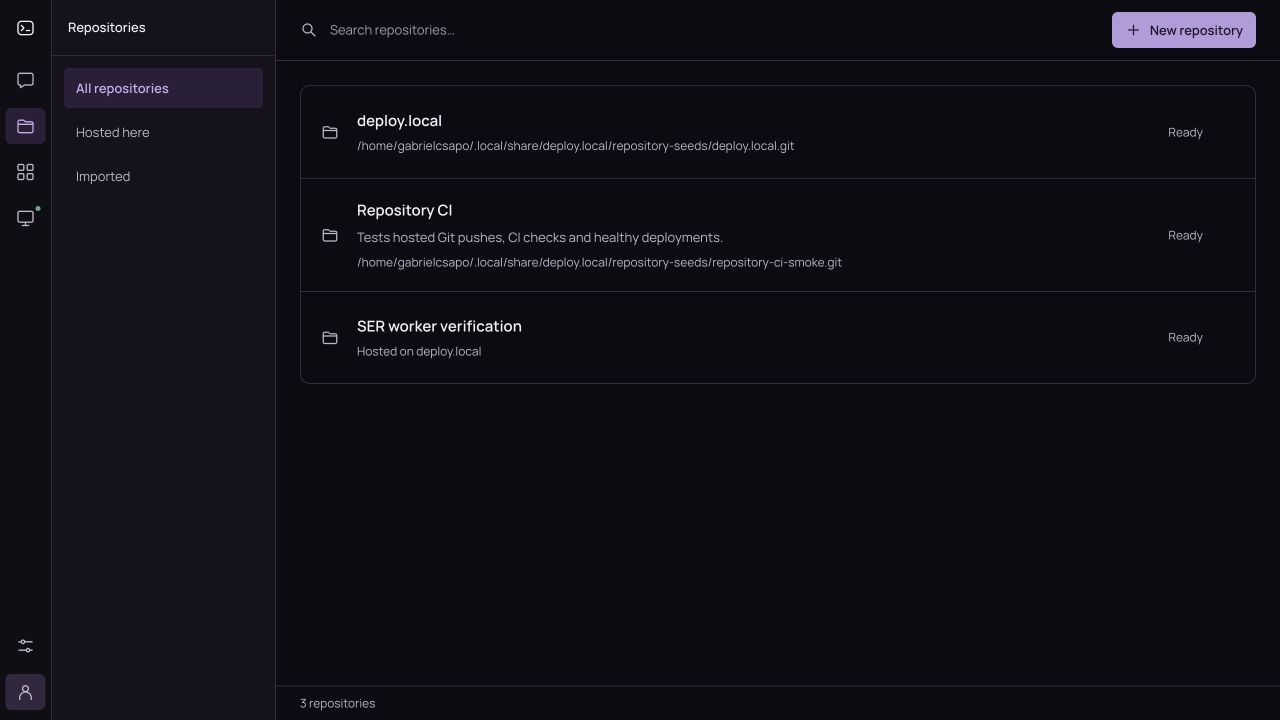 Repositories
Search repositories…
New repository
All repositories
Hosted here
Imported
deploy.local
/home/gabrielcsapo/.local/share/deploy.local/repository-seeds/deploy.local.git
Ready
Repository CI
Tests hosted Git pushes, CI checks and healthy deployments.
/home/gabrielcsapo/.local/share/deploy.local/repository-seeds/repository-ci-smoke.git
Ready
SER worker verification
Hosted on deploy.local
Ready
3 repositories